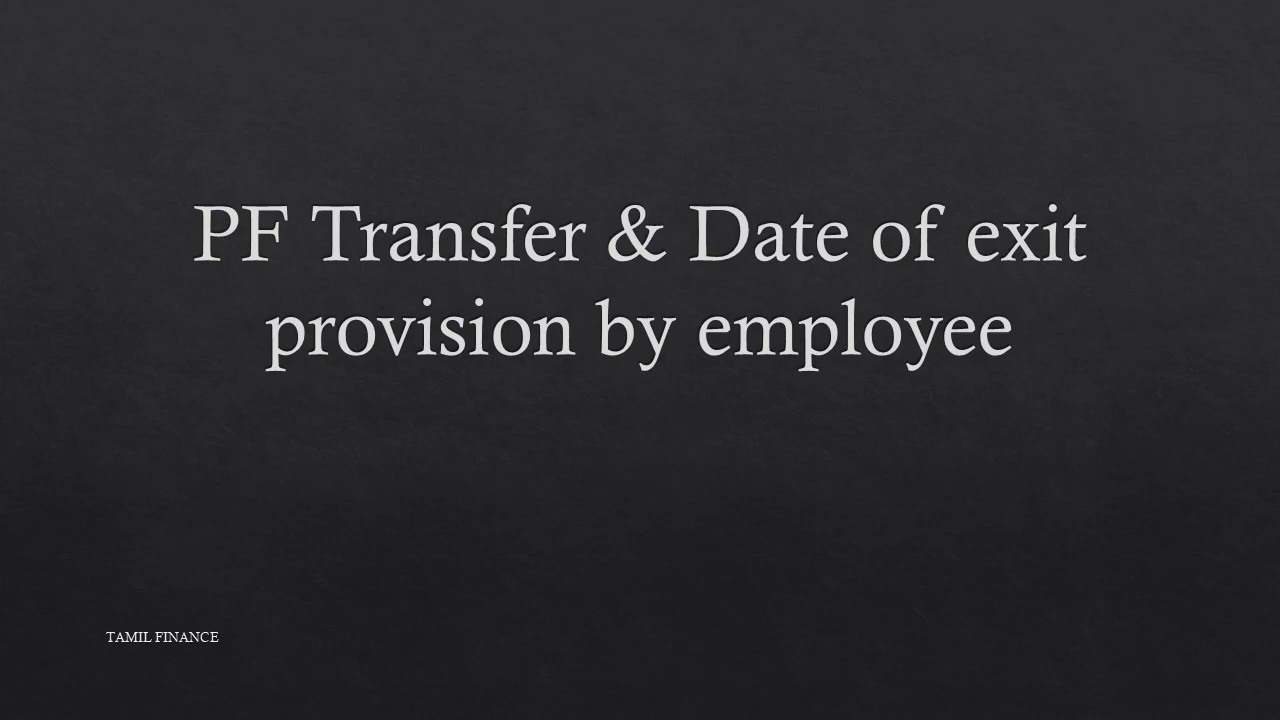 PF Transfer & Date of exit
provision by employee
TAMIL FINANCE